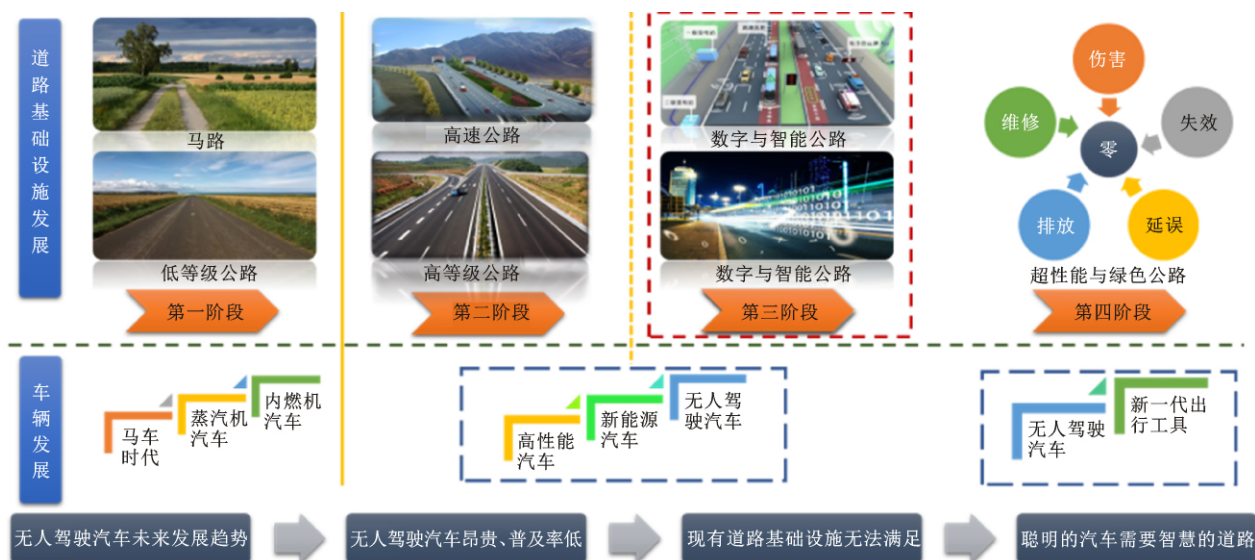 道路基础设施发展
马路
低等级公路
第一阶段
高速公路
高等级公路
第二阶段
数字与智能公路
数字与智能公路
第三阶段
伤害
维修
失效
零
排放
延误
超性能与绿色公路
第四阶段
车辆发展
马车
时代
蒸汽机
汽车
内燃机
汽车
高性能
汽车
新能源
汽车
无人驾
驶汽车
无人驾驶
汽车
新一代出
行工具
无人驾驶汽车未来发展趋势
无人驾驶汽车昂贵、普及率低
现有道路基础设施无法满足
聪明的汽车需要智慧的道路